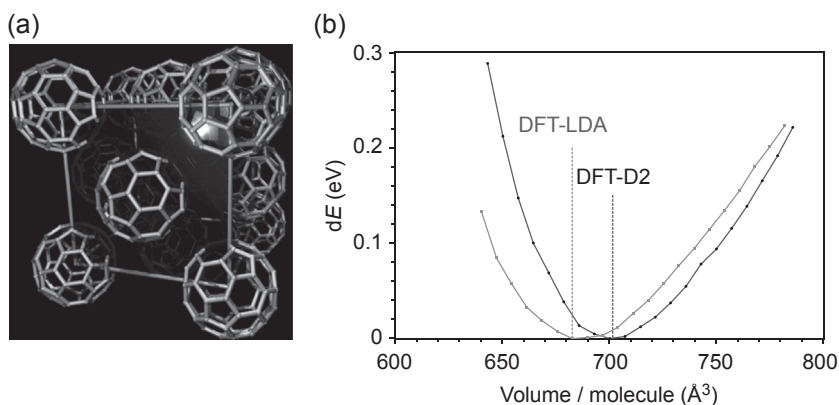 (a)
(b)
0.3
0.2
0.1
0
dE (eV)
DFT-LDA
DFT-D2
600
650
700
750
800
Volume / molecule (Å³)